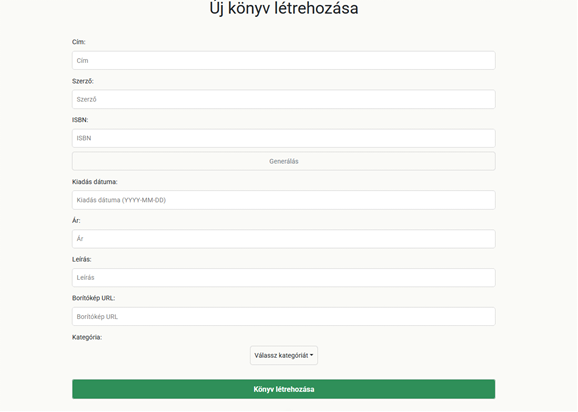 Új könyv létrehozása
Cím:
Cím
Szerző:
Szerző
ISBN:
ISBN
Generálás
Kiadás dátuma:
Kiadás dátuma (YYYY-MM-DD)
Ár:
Ár
Leírás:
Leírás
Borítókép URL:
Borítókép URL
Kategória:
Válassz kategóriát
Könyv létrehozása